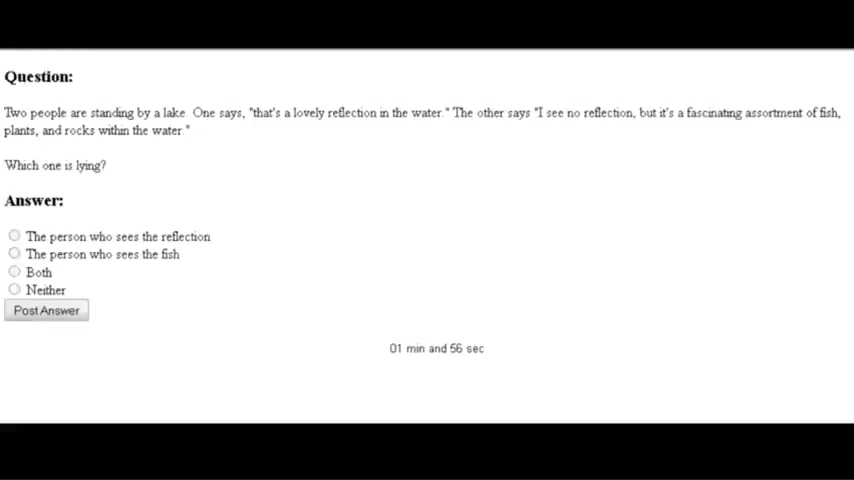 Question:
Two people are standing by a lake. One says, "that's a lovely reflection in the water." The other says "I see no reflection, but it's a fascinating assortment of fish,
plants, and rocks within the water."
Which one is lying?
Answer:
The person who sees the reflection
The person who sees the fish
Both
Neither
Post Answer
01 min and 56 sec